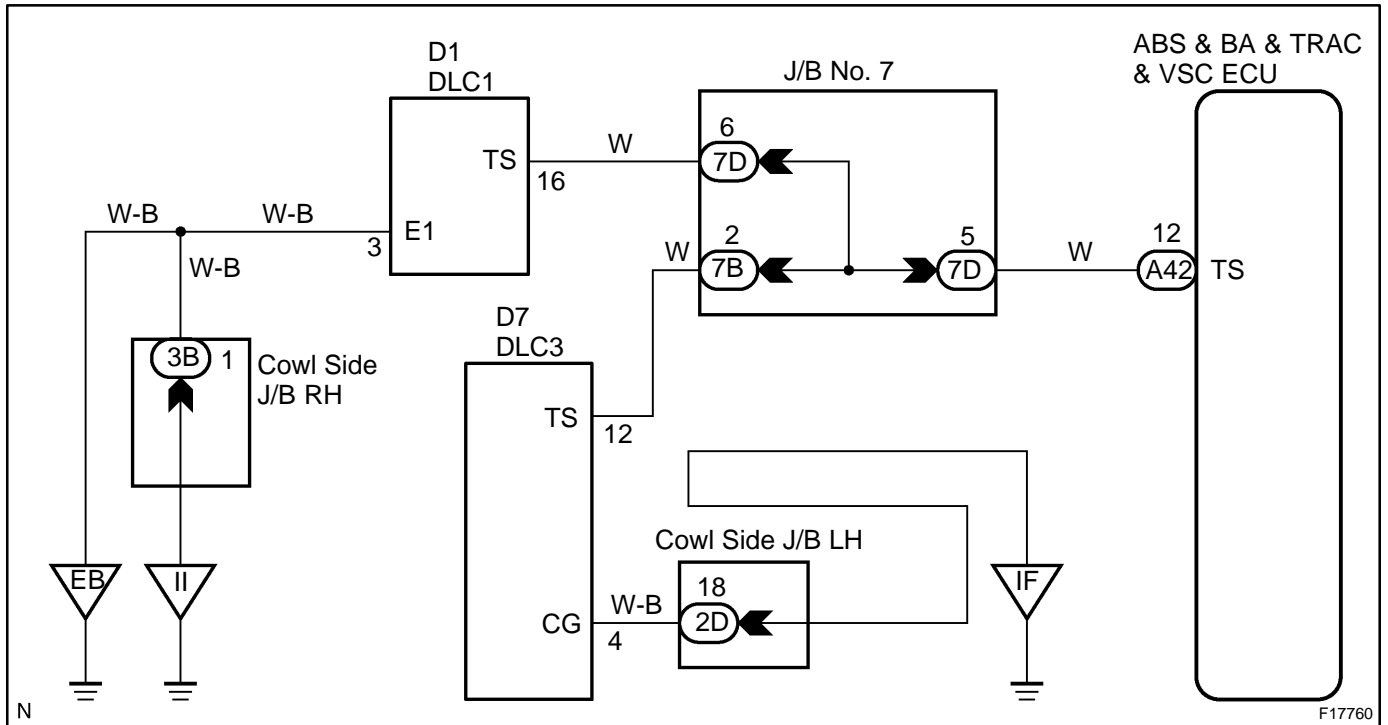 ABS & BA & TRAC
& VSC ECU
D1
DLC1
J/B No. 7
6
7D
TS
W
16
W-B
W-B
3
E1
W-B
2
7B
W
5
7D
W
12
A42
TS
D7
DLC3
3B
1
Cowl Side
J/B RH
TS
12
Cowl Side J/B LH
EB
II
IF
18
2D
W-B
CG
4
N
F17760